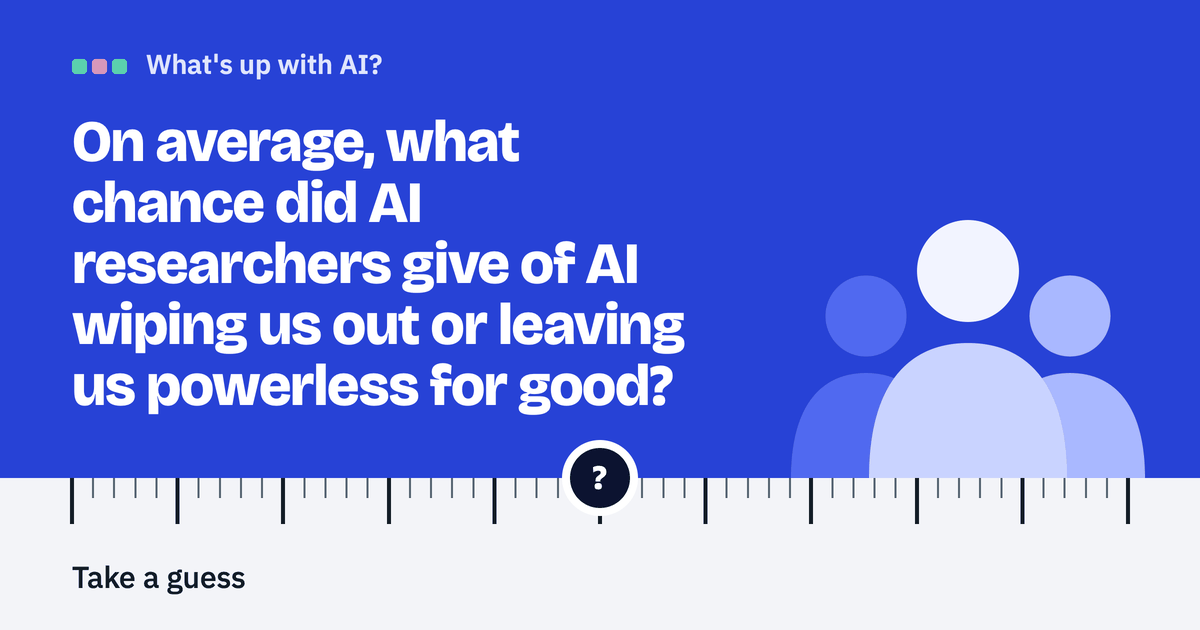 What's up with AI?
On average, what
chance did AI
researchers give of AI
wiping us out or leaving
us powerless for good?
?
Take a guess